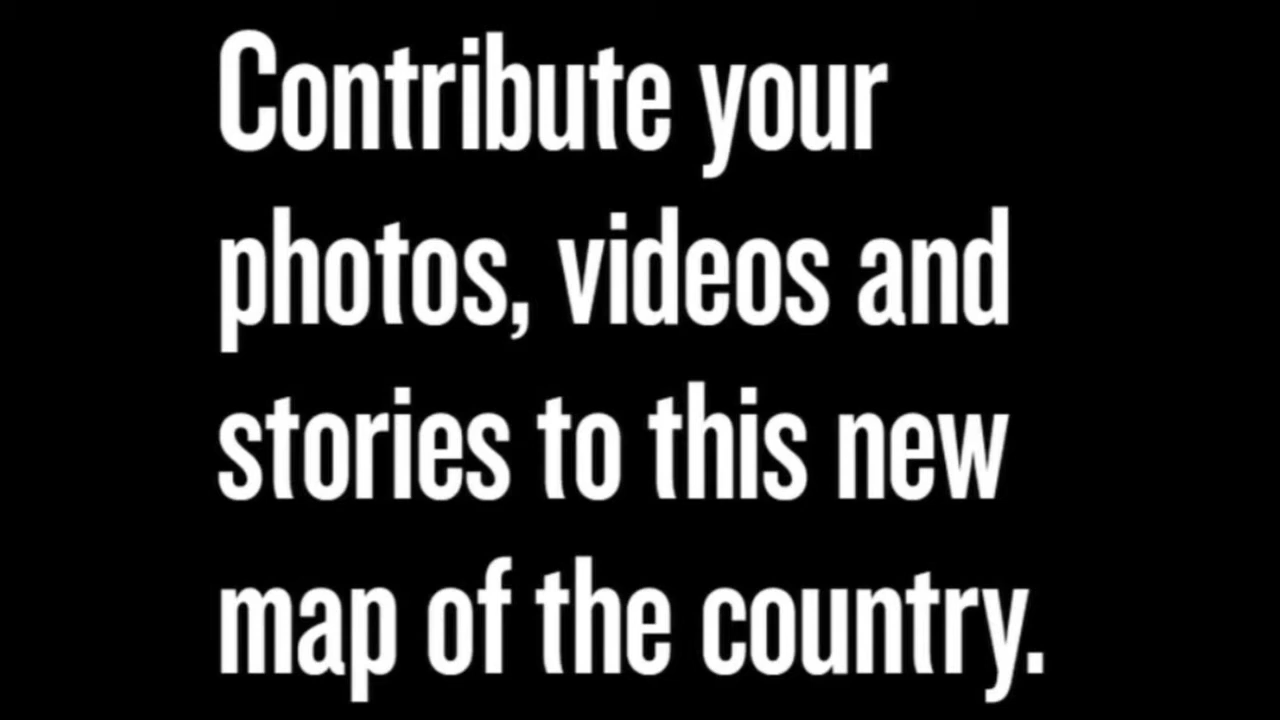 Contribute your
photos, videos and
stories to this new
map of the country.